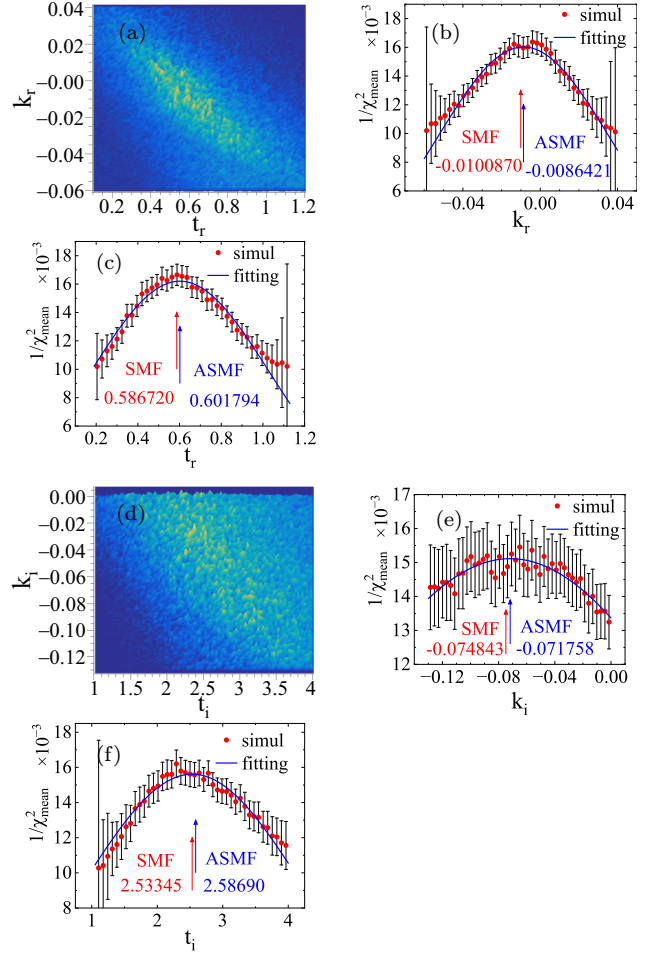 (a)
k_r
0.04
0.02
−0.00
−0.02
−0.04
−0.06
0.2 0.4 0.6 0.8 1 1.2
t_r
(b)
×10⁻³
1/χ²_mean
18
16
14
12
10
8
6
simul
fitting
SMF
-0.0100870
ASMF
-0.0086421
−0.04 0.00 0.04
k_r
(c)
×10⁻³
1/χ²_mean
18
16
14
12
10
8
6
simul
fitting
SMF
0.586720
ASMF
0.601794
0.2 0.4 0.6 0.8 1.0 1.2
t_r
(d)
k_i
0.00
−0.02
−0.04
−0.06
−0.08
−0.10
−0.12
1 1.5 2 2.5 3 3.5 4
t_i
(e)
×10⁻³
1/χ²_mean
17
16
15
14
13
12
simul
fitting
SMF
-0.074843
ASMF
-0.071758
−0.12 −0.08 −0.04 0.00
k_i
(f)
×10⁻³
1/χ²_mean
18
16
14
12
10
8
simul
fitting
SMF
2.53345
ASMF
2.58690
1 2 3 4
t_i